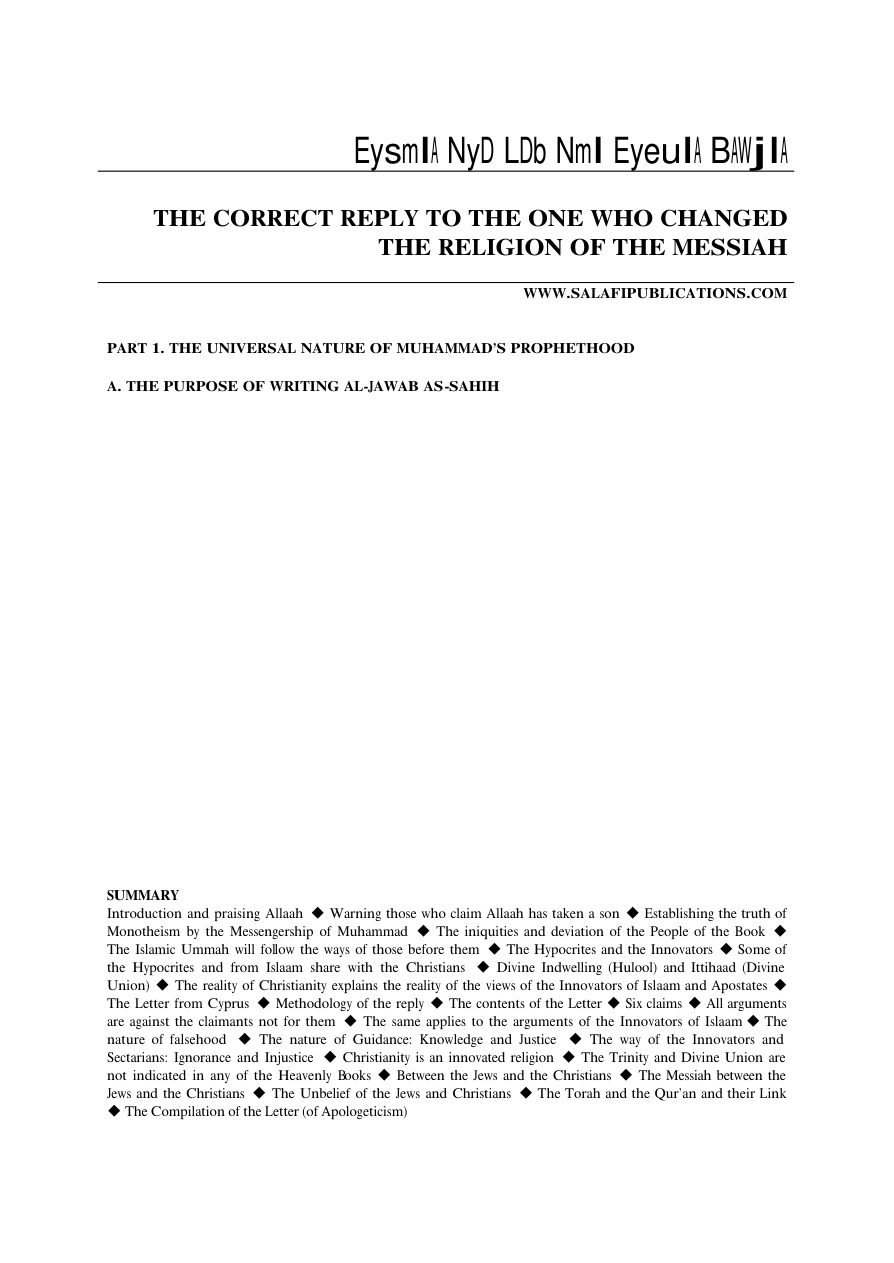 EysmlA NyD LDb Nml EyeulA BAWjlA
THE CORRECT REPLY TO THE ONE WHO CHANGED
THE RELIGION OF THE MESSIAH
WWW.SALAFIPUBLICATIONS.COM
PART 1. THE UNIVERSAL NATURE OF MUHAMMAD'S PROPHETHOOD
A. THE PURPOSE OF WRITING AL-JAWAB AS-SAHIH
SUMMARY
Introduction and praising Allaah ◆ Warning those who claim Allaah has taken a son ◆ Establishing the truth of
Monotheism by the Messengership of Muhammad ◆ The iniquities and deviation of the People of the Book ◆
The Islamic Ummah will follow the ways of those before them ◆ The Hypocrites and the Innovators ◆ Some of
the Hypocrites and from Islaam share with the Christians ◆ Divine Indwelling (Hulool) and Ittihaad (Divine
Union) ◆ The reality of Christianity explains the reality of the views of the Innovators of Islaam and Apostates ◆
The Letter from Cyprus ◆ Methodology of the reply ◆ The contents of the Letter ◆ Six claims ◆ All arguments
are against the claimants not for them ◆ The same applies to the arguments of the Innovators of Islaam ◆ The
nature of falsehood ◆ The nature of Guidance: Knowledge and Justice ◆ The way of the Innovators and
Sectarians: Ignorance and Injustice ◆ Christianity is an innovated religion ◆ The Trinity and Divine Union are
not indicated in any of the Heavenly Books ◆ Between the Jews and the Christians ◆ The Messiah between the
Jews and the Christians ◆ The Unbelief of the Jews and Christians ◆ The Torah and the Qur'an and their Link
◆ The Compilation of the Letter (of Apologeticism)